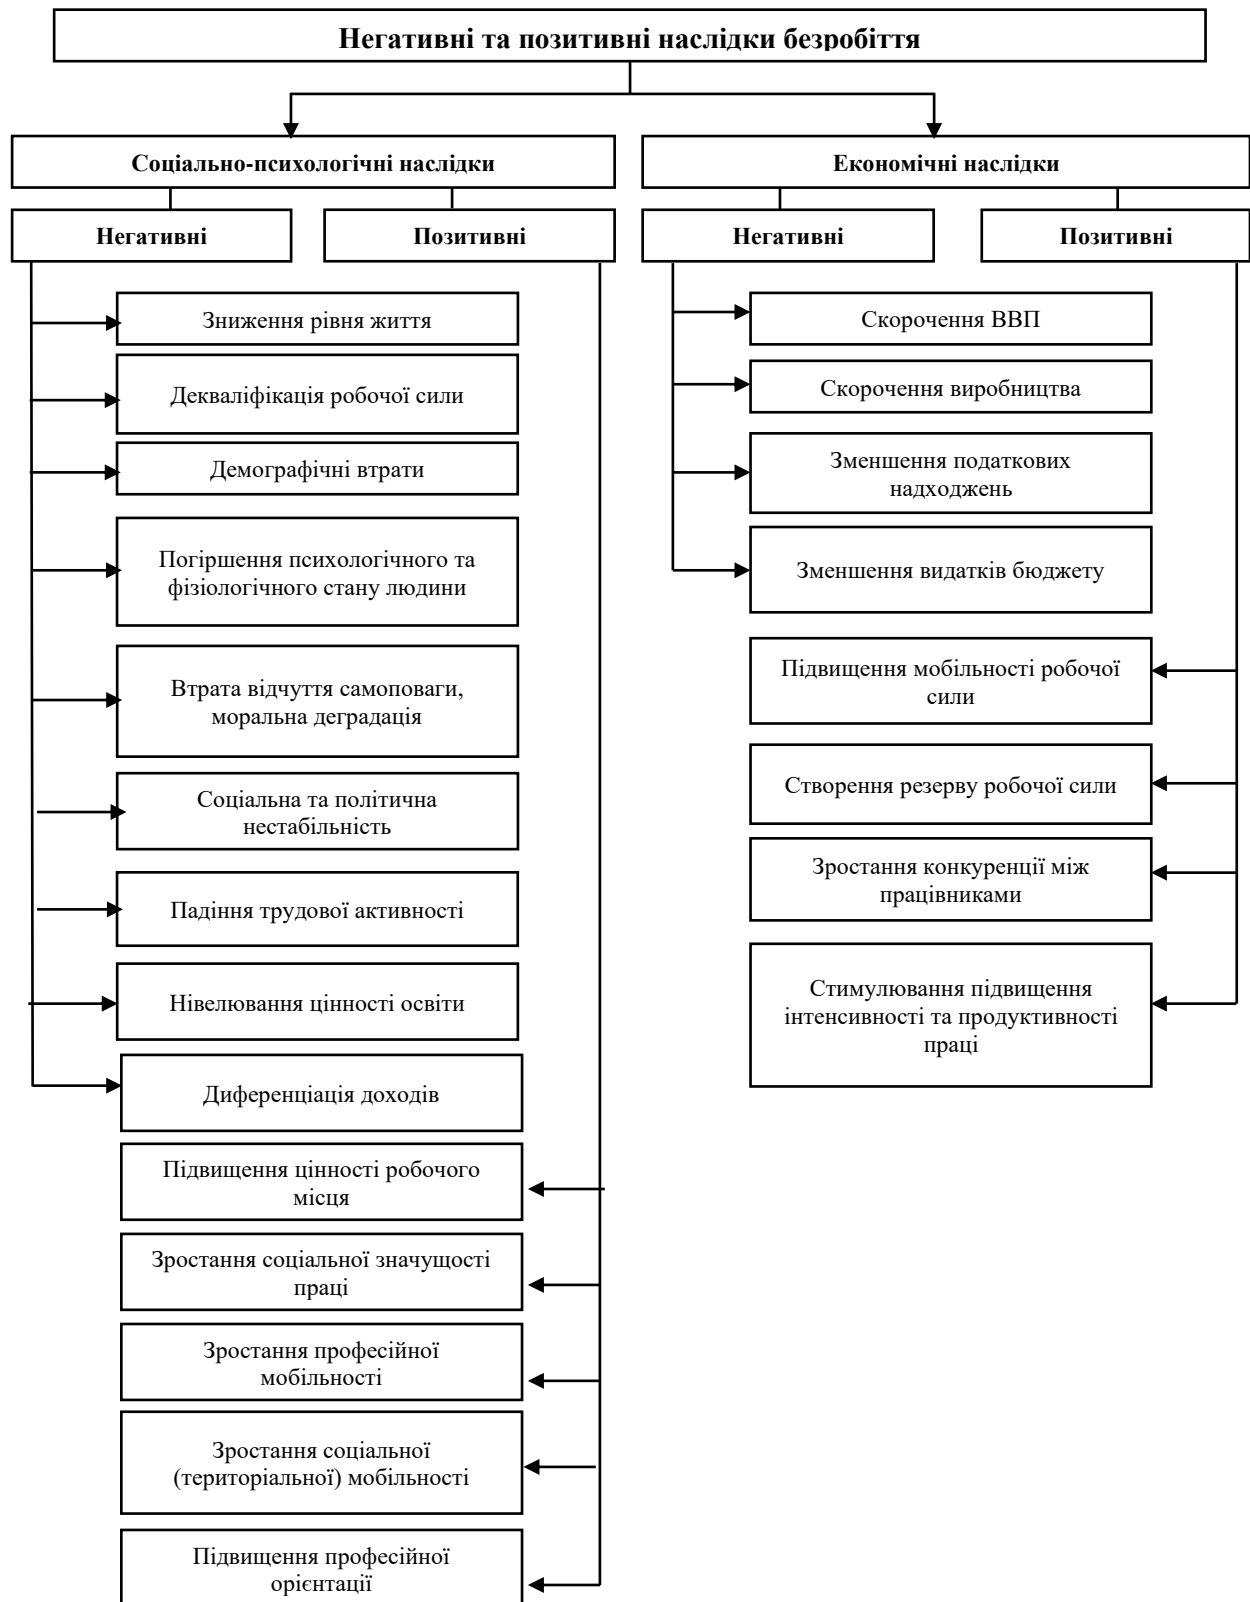 Негативні та позитивні наслідки безробіття
Соціально-психологічні наслідки
Негативні
Позитивні
Зниження рівня життя
Декваліфікація робочої сили
Демографічні втрати
Погіршення психологічного та
фізіологічного стану людини
Втрата відчуття самоповаги,
моральна деградація
Соціальна та політична
нестабільність
Падіння трудової активності
Нівелювання цінності освіти
Диференціація доходів
Підвищення цінності робочого
місця
Зростання соціальної значущості
праці
Зростання професійної
мобільності
Зростання соціальної
(територіальної) мобільності
Підвищення професійної
орієнтації
Економічні наслідки
Негативні
Позитивні
Скорочення ВВП
Скорочення виробництва
Зменшення податкових
надходжень
Зменшення видатків бюджету
Підвищення мобільності робочої
сили
Створення резерву робочої сили
Зростання конкуренції між
працівниками
Стимулювання підвищення
інтенсивності та продуктивності
праці